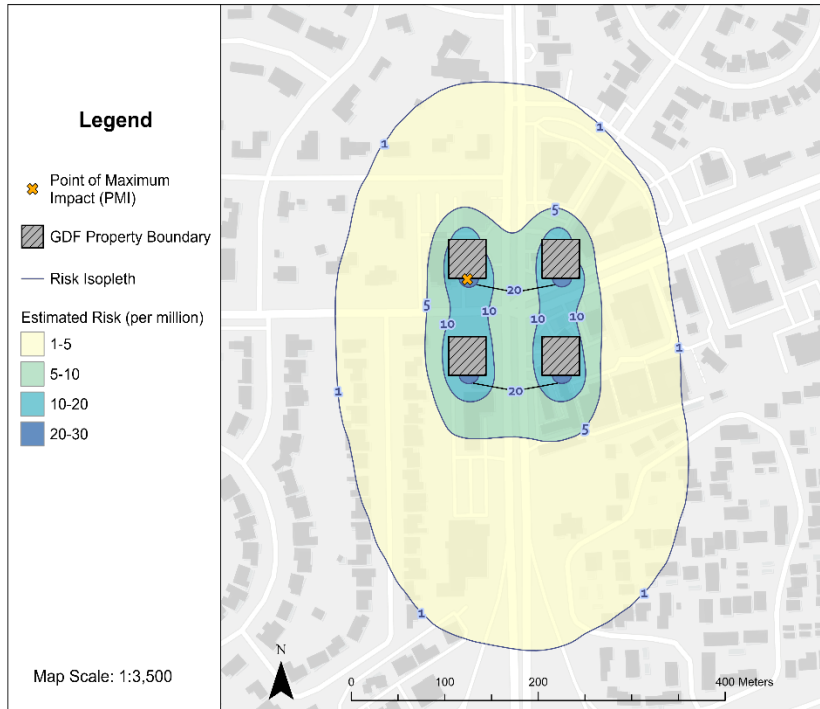 Legend
Point of Maximum
Impact (PMI)
GDF Property Boundary
Risk Isopleth
Estimated Risk (per million)
1-5
5-10
10-20
20-30
Map Scale: 1:3,500
1
1
5
20
5
10
10
10
10
1
20
1
5
1
1
N
0
100
200
400 Meters